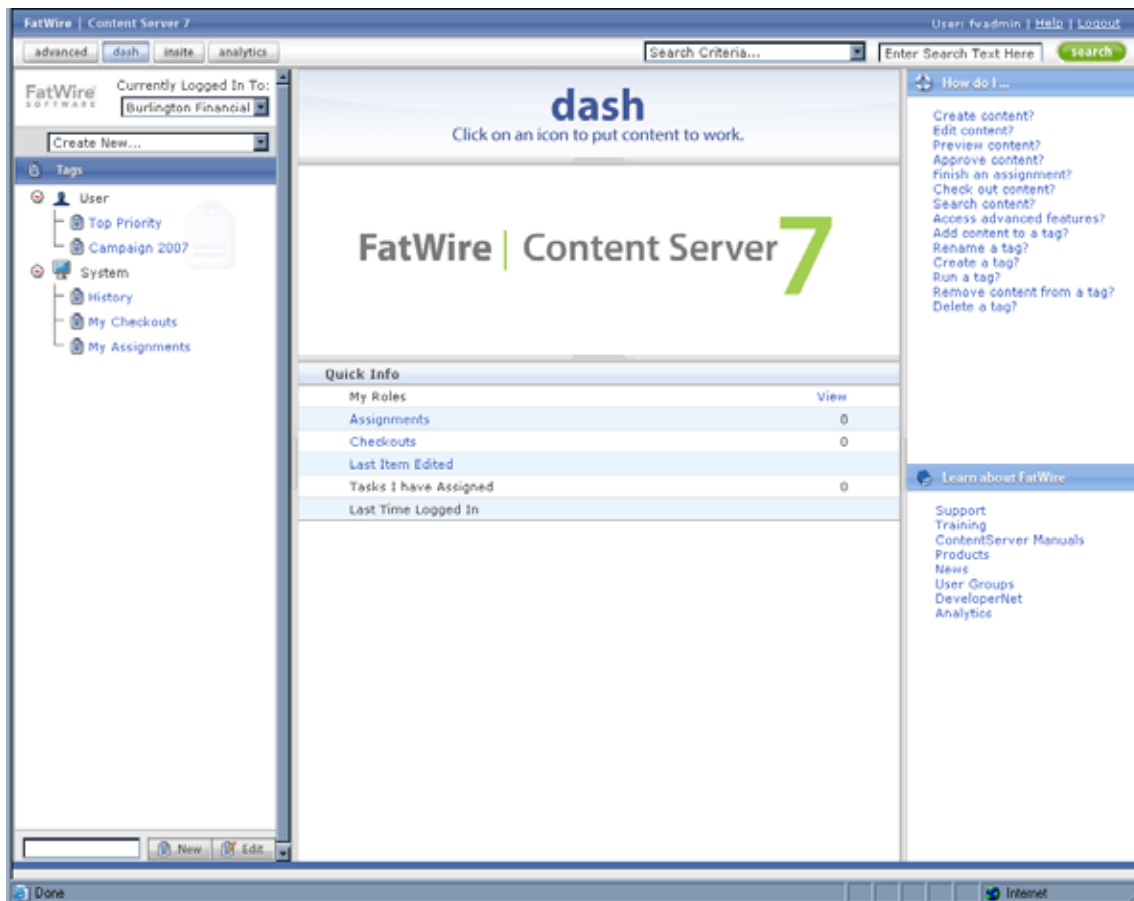 FatWire | Content Server 7
User: fwadmin | Help | Logout
advanced dash insite analytics
Search Criteria... Enter Search Text Here search
FatWire SOFTWARE
Currently Logged In To:
Burlington Financial
Create New...
Tags
User
Top Priority
Campaign 2007
System
History
My Checkouts
My Assignments
New Edit
dash
Click on an icon to put content to work.
FatWire | Content Server 7
Quick Info
My Roles View
Assignments 0
Checkouts 0
Last Item Edited
Tasks I have Assigned 0
Last Time Logged In
How do I ...
Create content?
Edit content?
Preview content?
Approve content?
Finish an assignment?
Check out content?
Search content?
Access advanced features?
Add content to a tag?
Rename a tag?
Create a tag?
Run a tag?
Remove content from a tag?
Delete a tag?
Learn about FatWire
Support
Training
ContentServer Manuals
Products
News
User Groups
DeveloperNet
Analytics
Done Internet